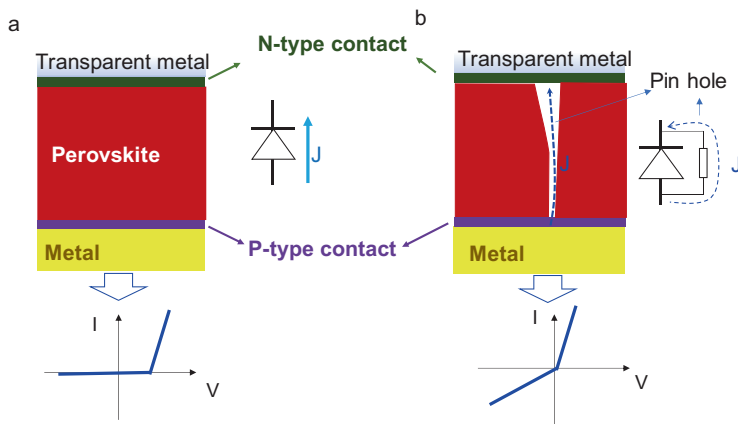 a
Transparent metal
N-type contact
Perovskite
J
P-type contact
Metal
I
V
b
Transparent metal
Pin hole
J
J
Metal
I
V